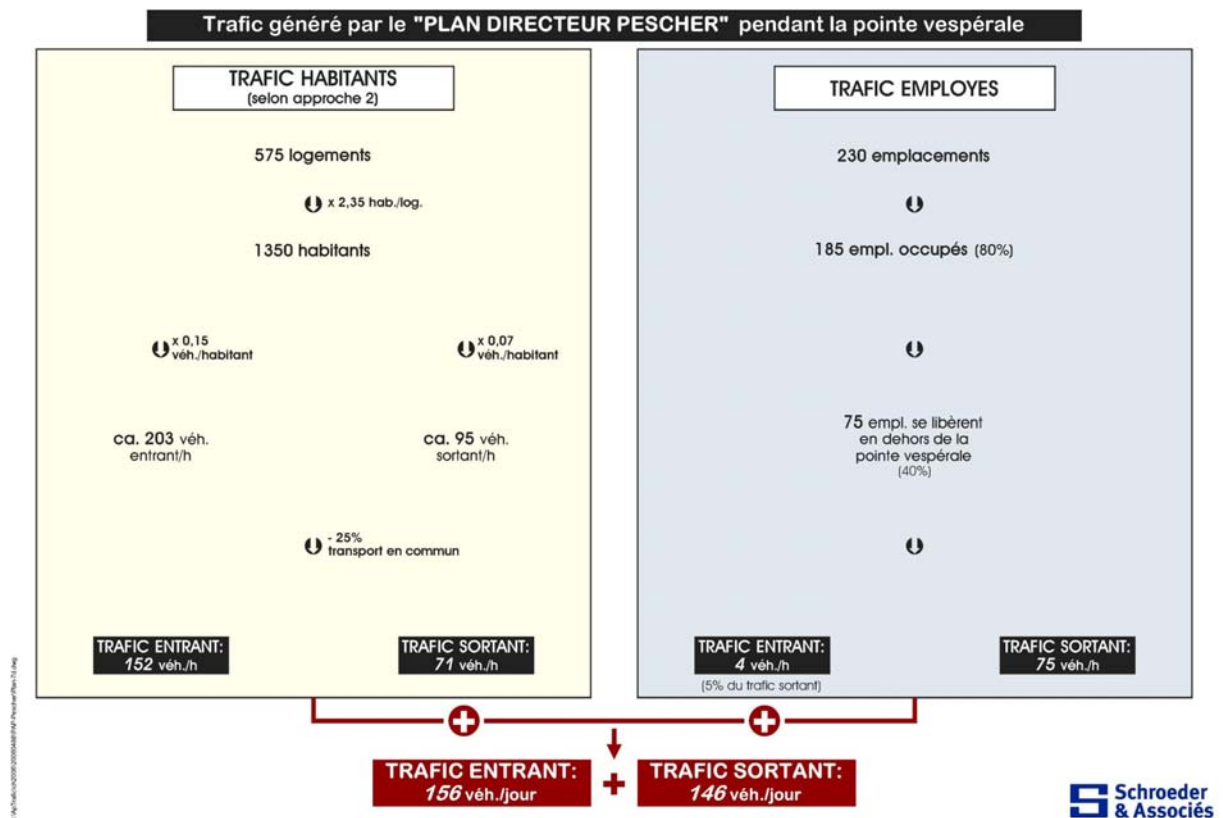 Trafic généré par le "PLAN DIRECTEUR PESCHER" pendant la pointe vespérale
TRAFIC HABITANTS
(selon approche 2)
575 logements
x 2,35 hab./log.
1350 habitants
x 0,15
véh./habitant
x 0,07
véh./habitant
ca. 203 véh.
entrant/h
ca. 95 véh.
sortant/h
- 25%
transport en commun
TRAFIC ENTRANT:
152 véh./h
TRAFIC SORTANT:
71 véh./h
TRAFIC EMPLOYES
230 emplacements
185 empl. occupés (80%)
75 empl. se libèrent
en dehors de la
pointe vespérale
(40%)
TRAFIC ENTRANT:
4 véh./h
(5% du trafic sortant)
TRAFIC SORTANT:
75 véh./h
TRAFIC ENTRANT:
156 véh./jour
+
TRAFIC SORTANT:
146 véh./jour
Schroeder
& Associés